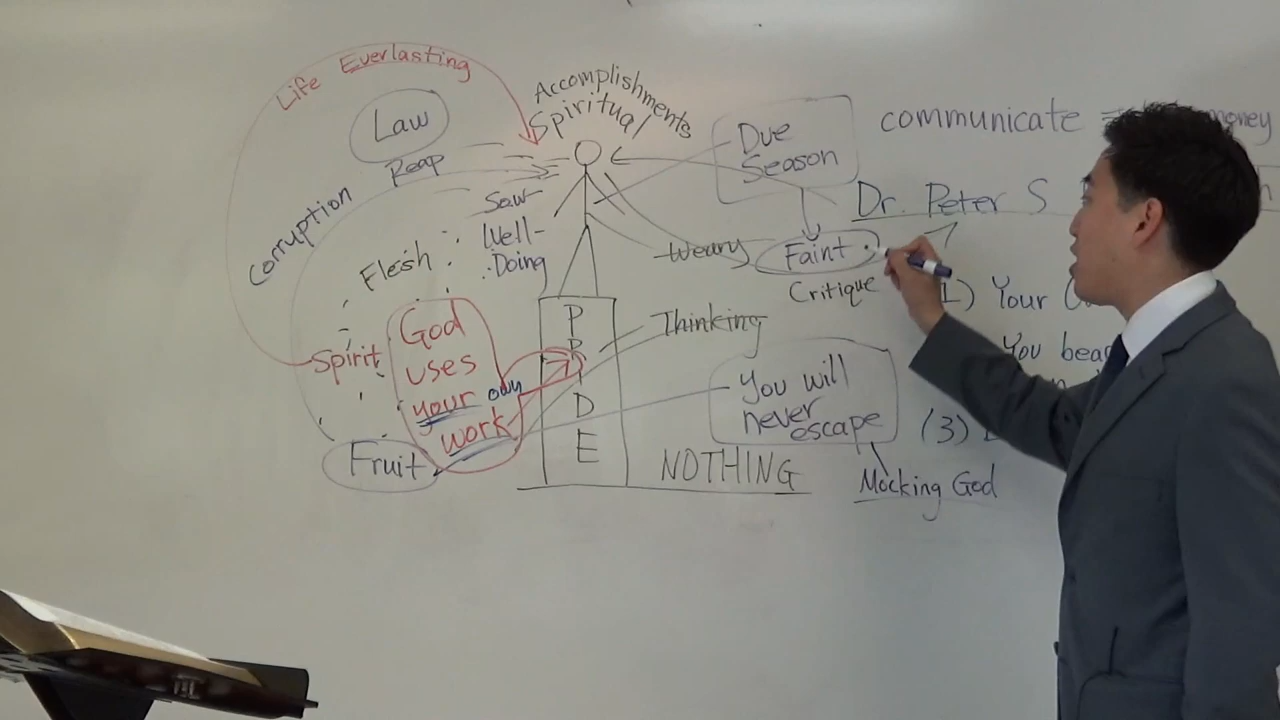 Life Everlasting
Law
Reap
Corruption
Flesh
Spirit
Fruit
God
uses
your own
work
Sow
Well-
Doing
Accomplishments
Spiritual
P
R
I
D
E
NOTHING
Due
Season
Weary
Faint
Critique
Thinking
You will
never
escape
Mocking God
communicate = money
Dr. Peter S
1) Your
You bear
(3)